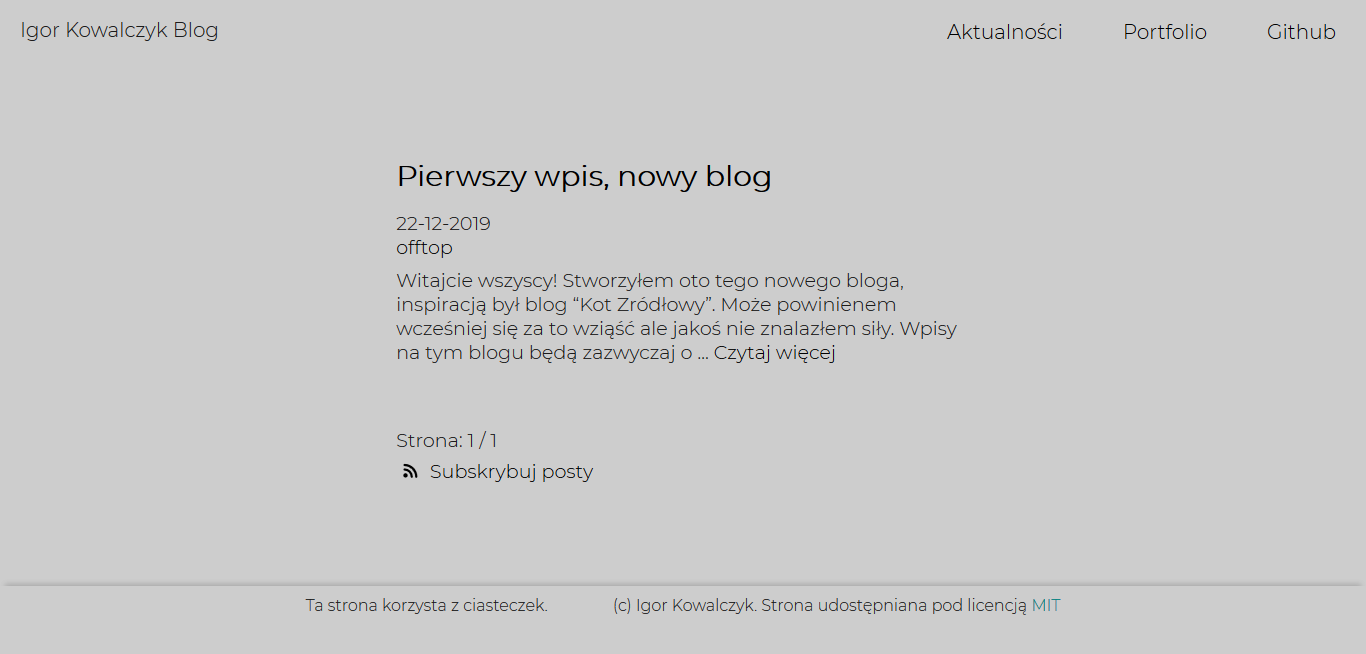 Igor Kowalczyk Blog
Aktualności
Portfolio
Github
Pierwszy wpis, nowy blog
22-12-2019
offtop
Witajcie wszyscy! Stworzyłem oto tego nowego bloga,
inspiracją był blog “Kot Zródłowy”. Może powinienem
wcześniej się za to wziąść ale jakoś nie znalazłem siły. Wpisy
na tym blogu będą zazwyczaj o ... Czytaj więcej
Strona: 1 / 1
Subskrybuj posty
Ta strona korzysta z ciasteczek.
(c) Igor Kowalczyk. Strona udostępniana pod licencją MIT